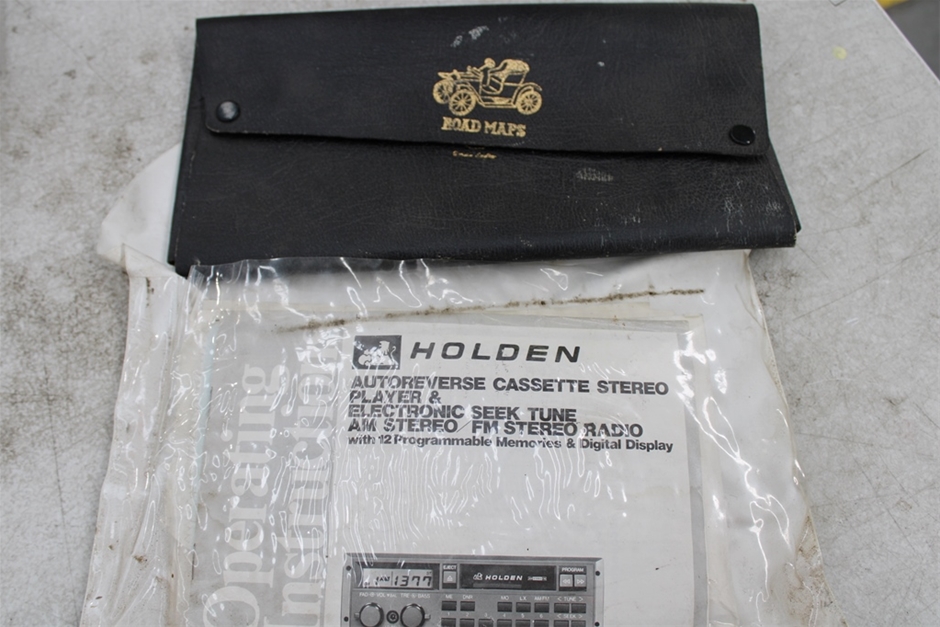 ROAD MAPS
HOLDEN
AUTOREVERSE CASSETTE STEREO
PLAYER &
ELECTRONIC SEEK TUNE
AM STEREO/FM STEREO RADIO
with 12 Programmable Memories & Digital Display
Operating
Instructions
EJECT
PROGRAM
1377
HOLDEN
TUNE